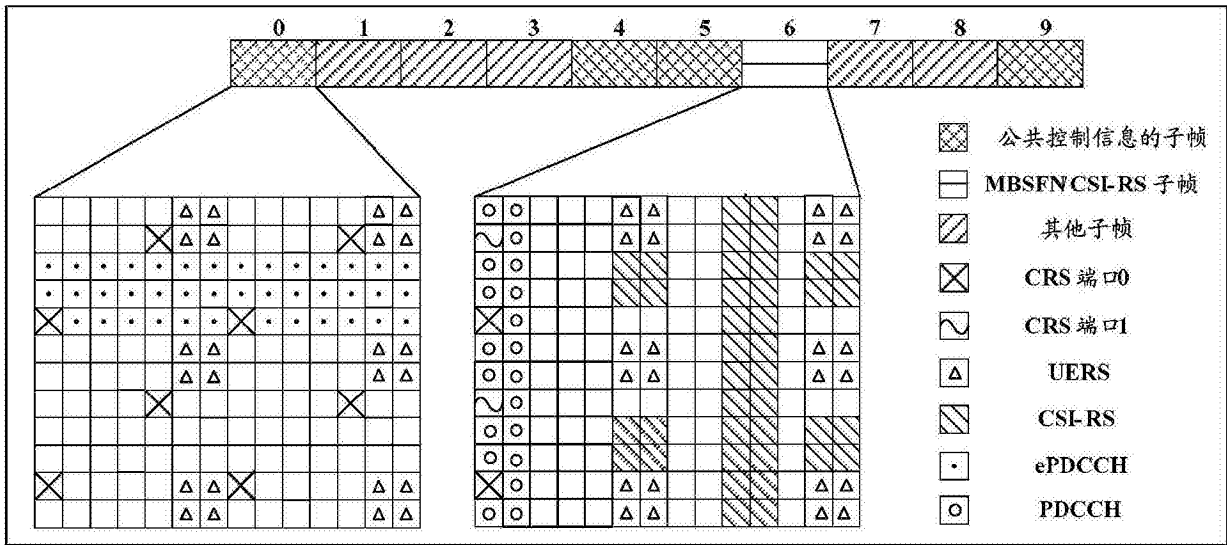 0 1 2 3 4 5 6 7 8 9
公共控制信息的子帧
MBSFN/CSI-RS 子帧
其他子帧
CRS 端口0
CRS 端口1
UERS
CSI-RS
ePDCCH
PDCCH